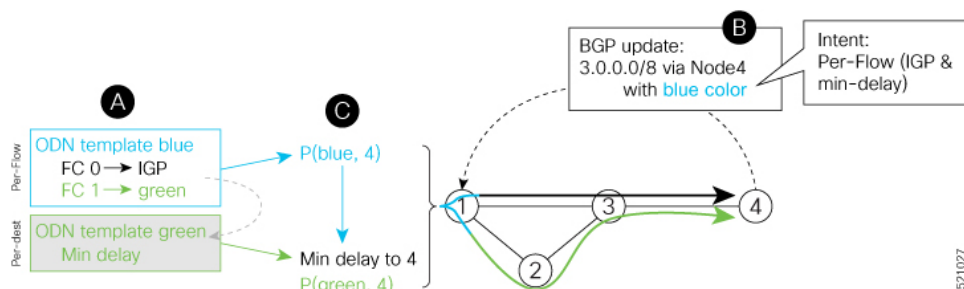 A
Per-Flow
ODN template blue
FC 0 → IGP
FC 1 → green
Per-dest
ODN template green
Min delay
C
P(blue, 4)
Min delay to 4
P(green, 4)
B
BGP update:
3.0.0.0/8 via Node4
with blue color
Intent:
Per-Flow (IGP &
min-delay)
1
3
4
2
521027